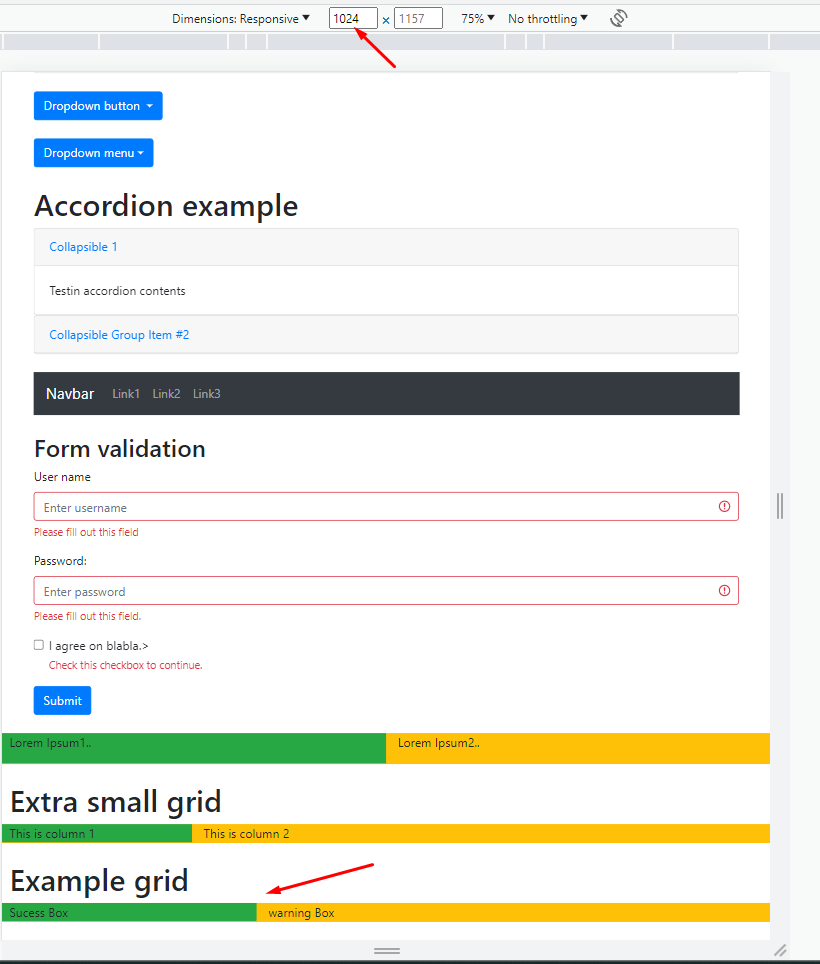 Dimensions: Responsive 1024 × 1157 75% No throttling
Dropdown button
Dropdown menu
Accordion example
Collapsible 1
Testin accordion contents
Collapsible Group Item #2
Navbar Link1 Link2 Link3
Form validation
User name
Enter username
Please fill out this field
Password:
Enter password
Please fill out this field.
I agree on blabla.>
Check this checkbox to continue.
Submit
Lorem Ipsum1.. Lorem Ipsum2..
Extra small grid
This is column 1 This is column 2
Example grid
Sucess Box warning Box